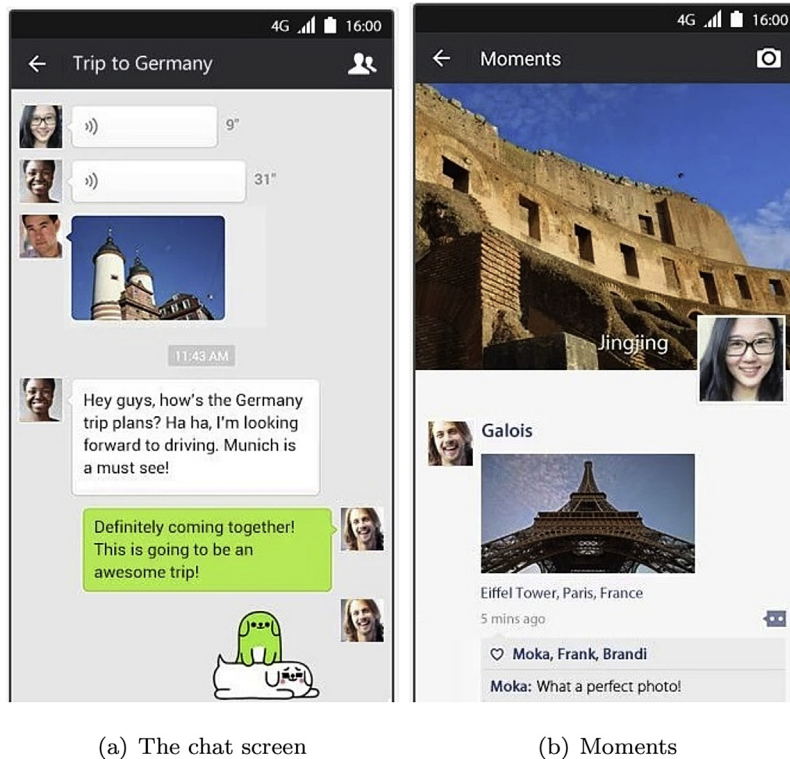 4G 16:00
Trip to Germany
9"
31"
11:43 AM
Hey guys, how's the Germany
trip plans? Ha ha, I'm looking
forward to driving. Munich is
a must see!
Definitely coming together!
This is going to be an
awesome trip!
(a) The chat screen
4G 16:00
Moments
Jingjing
Galois
Eiffel Tower, Paris, France
5 mins ago
Moka, Frank, Brandi
Moka: What a perfect photo!
(b) Moments